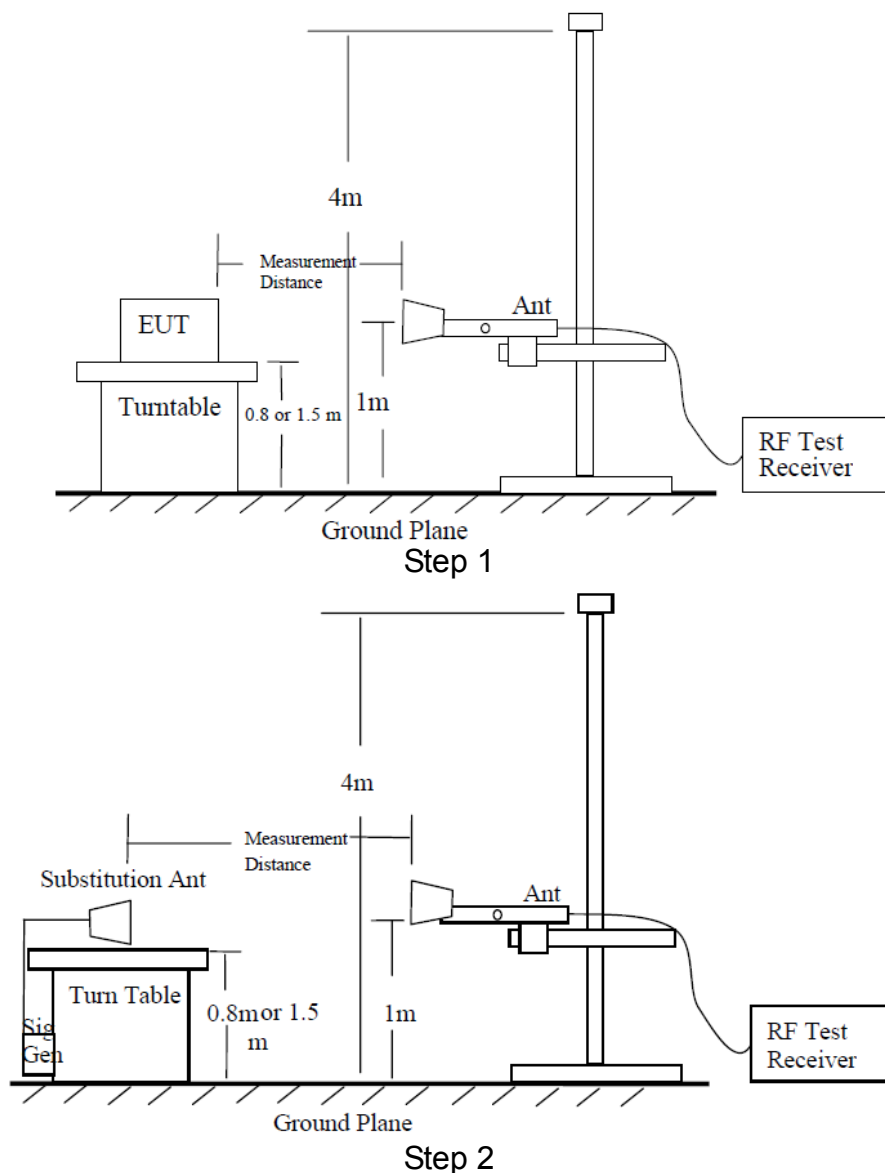 4m
Measurement
Distance
Ant
EUT
1m
Turntable
0.8 or 1.5 m
RF Test
Receiver
Ground Plane
Step 1
4m
Measurement
Distance
Substitution Ant
Ant
Turn Table
0.8m or 1.5
m
1m
Sig
Gen
RF Test
Receiver
Ground Plane
Step 2